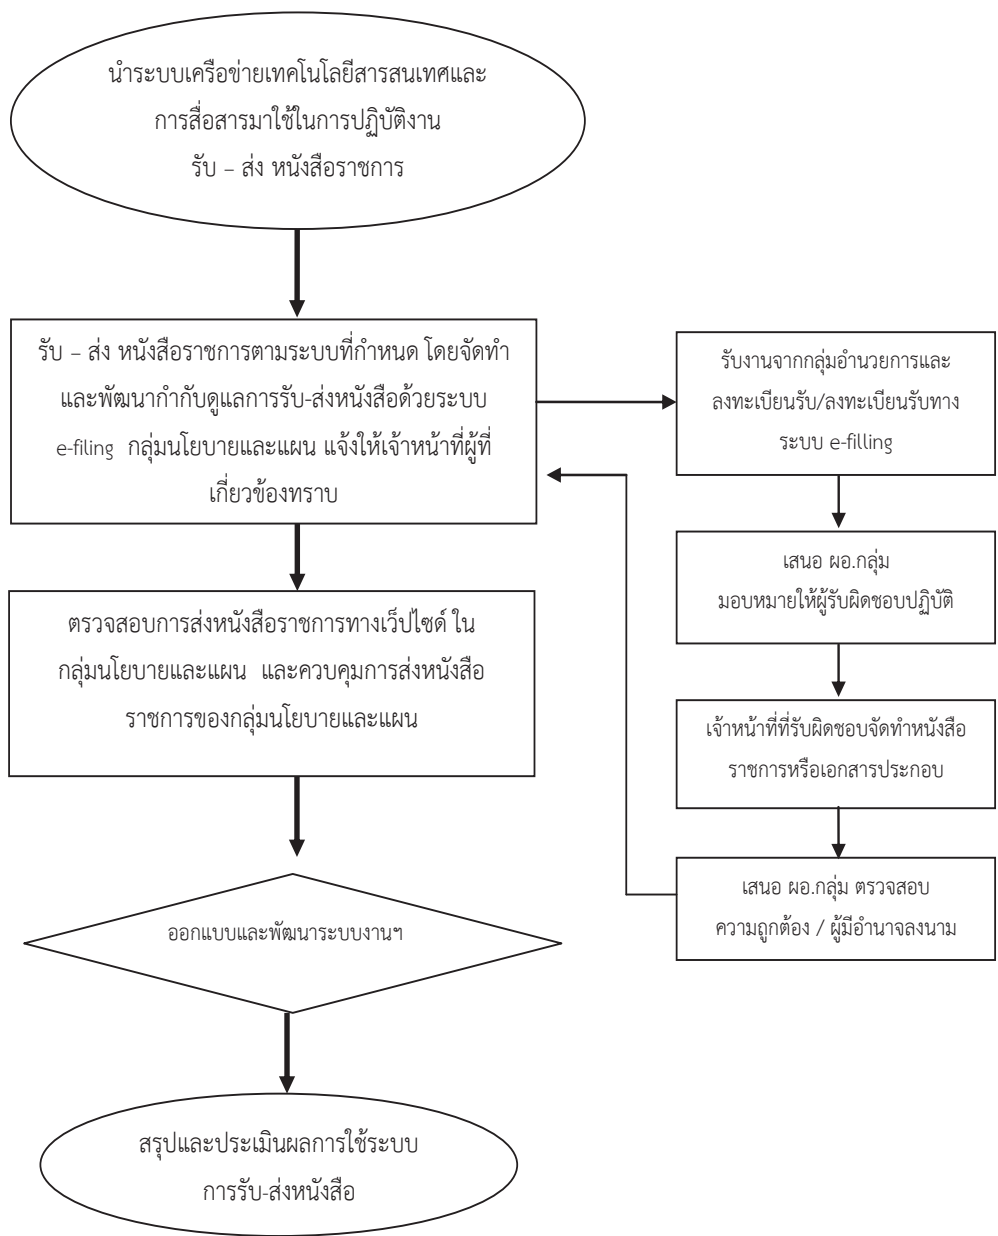 นำระบบเครือข่ายเทคโนโลยีสารสนเทศและ
การสื่อสารมาใช้ในการปฏิบัติงาน
รับ – ส่ง หนังสือราชการ
รับ – ส่ง หนังสือราชการตามระบบที่กำหนด โดยจัดทำ
และพัฒนากำกับดูแลการรับ-ส่งหนังสือด้วยระบบ
e-filing กลุ่มนโยบายและแผน แจ้งให้เจ้าหน้าที่ผู้ที่
เกี่ยวข้องทราบ
รับงานจากกลุ่มอำนวยการและ
ลงทะเบียนรับ/ลงทะเบียนรับทาง
ระบบ e-filling
เสนอ ผอ.กลุ่ม
มอบหมายให้ผู้รับผิดชอบปฏิบัติ
เจ้าหน้าที่ที่รับผิดชอบจัดทำหนังสือ
ราชการหรือเอกสารประกอบ
เสนอ ผอ.กลุ่ม ตรวจสอบ
ความถูกต้อง / ผู้มีอำนาจลงนาม
ตรวจสอบการส่งหนังสือราชการทางเว็ปไซด์ ใน
กลุ่มนโยบายและแผน และควบคุมการส่งหนังสือ
ราชการของกลุ่มนโยบายและแผน
ออกแบบและพัฒนาระบบงานฯ
สรุปและประเมินผลการใช้ระบบ
การรับ-ส่งหนังสือ